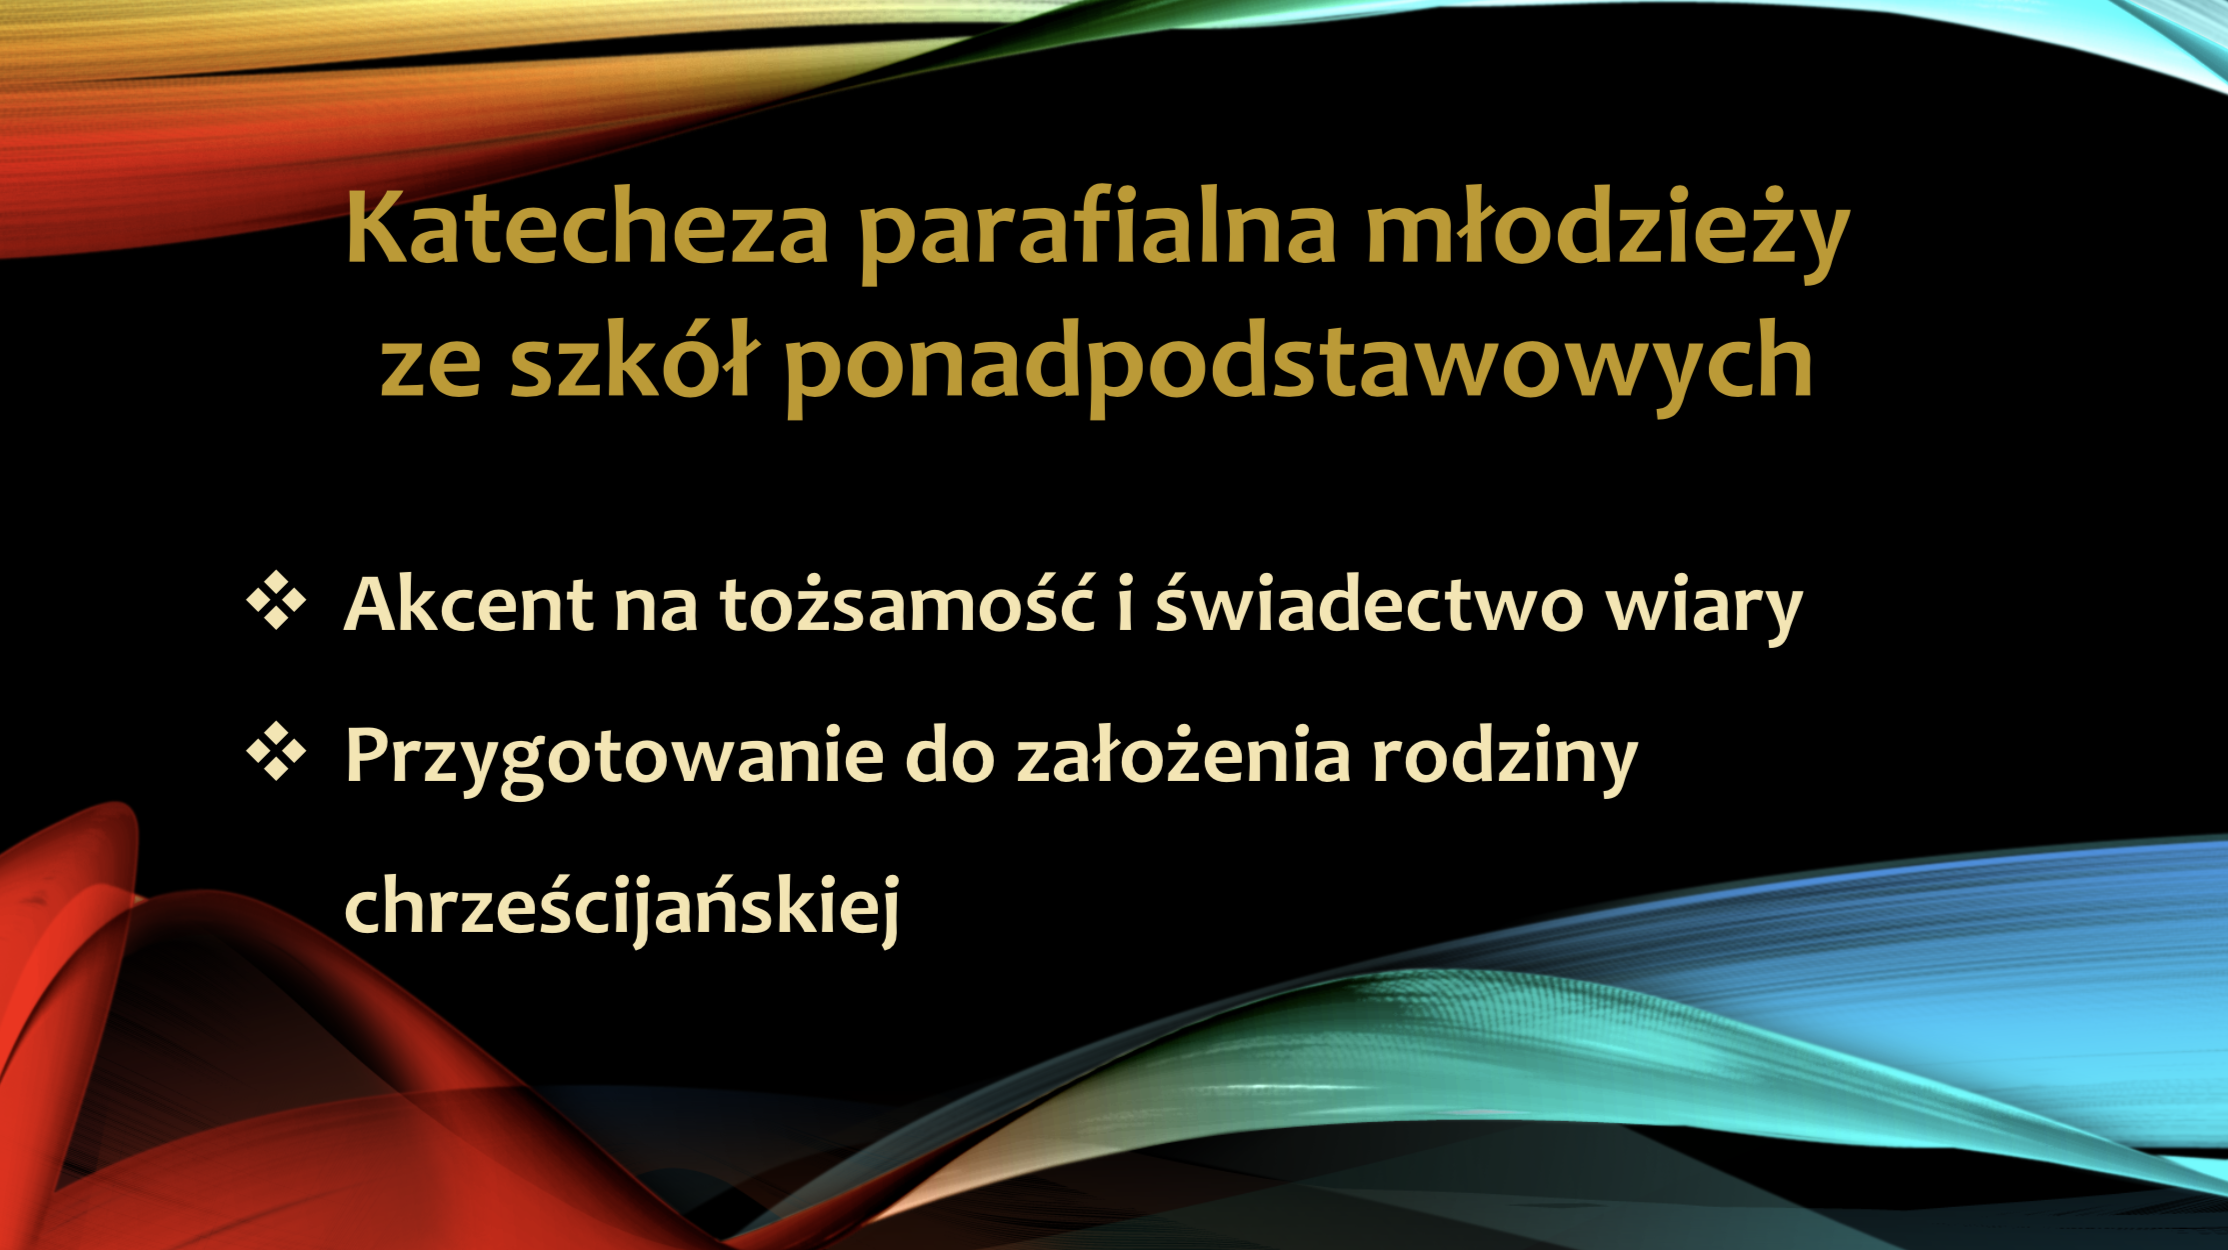 Katecheza parafialna młodzieży
ze szkół ponadpodstawowych
❖ Akcent na tożsamość i świadectwo wiary
❖ Przygotowanie do założenia rodziny
chrześcijańskiej